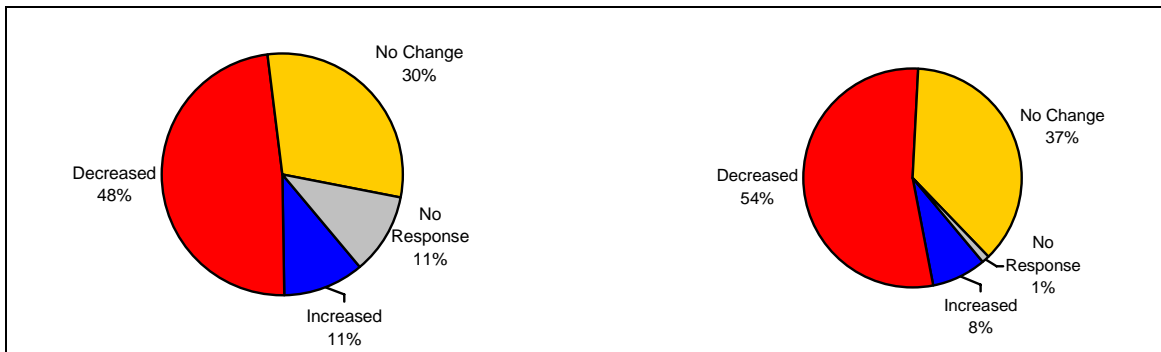 No Change
30%
Decreased
48%
No
Response
11%
Increased
11%
No Change
37%
Decreased
54%
No
Response
1%
Increased
8%